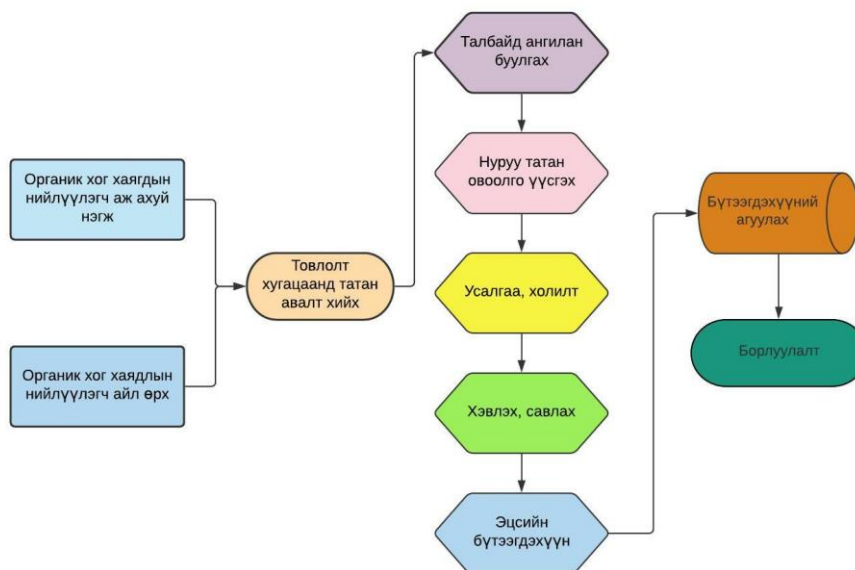 Органик хог хаягдын
нийлүүлэгч аж ахуй
нэгж
Органик хог хаядлын
нийлүүлэгч айл өрх
Товлолт
хугацаанд татан
авалт хийх
Талбайд ангилан
буулгах
Нуруу татан
овоолго үүсгэх
Усалгаа, холилт
Хэвлэх, савлах
Эцсийн
бүтээгдэхүүн
Бүтээгдэхүүний
агуулах
Борлуулалт